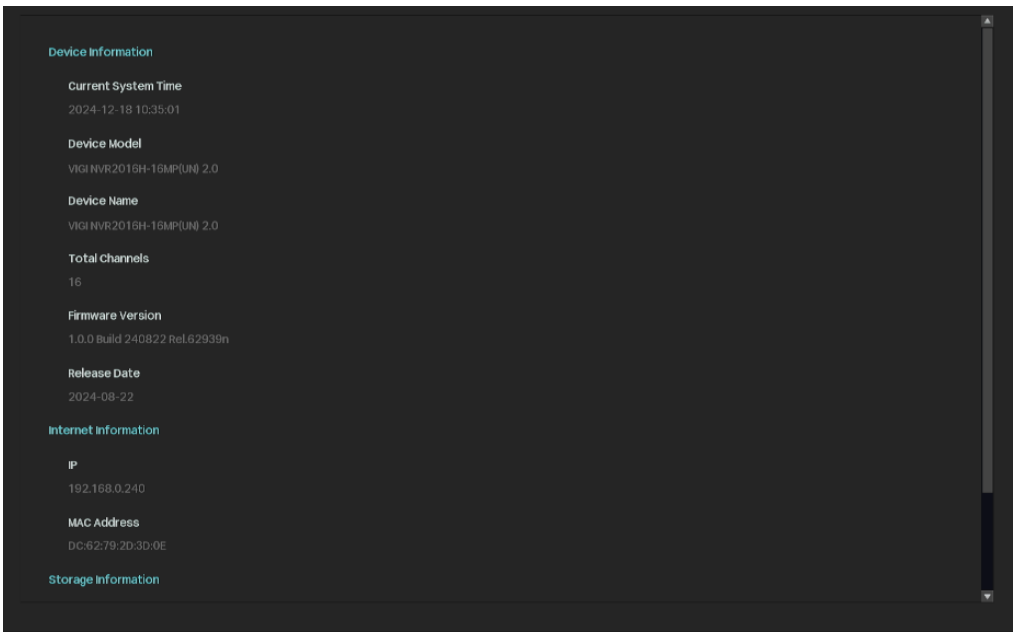 Device Information
Current System Time
2024-12-18 10:35:01
Device Model
VIGI NVR2016H-16MP(UN) 2.0
Device Name
VIGI NVR2016H-16MP(UN) 2.0
Total Channels
16
Firmware Version
1.0.0 Build 240822 Rel.62939n
Release Date
2024-08-22
Internet Information
IP
192.168.0.240
MAC Address
DC:62:79:2D:3D:0E
Storage Information